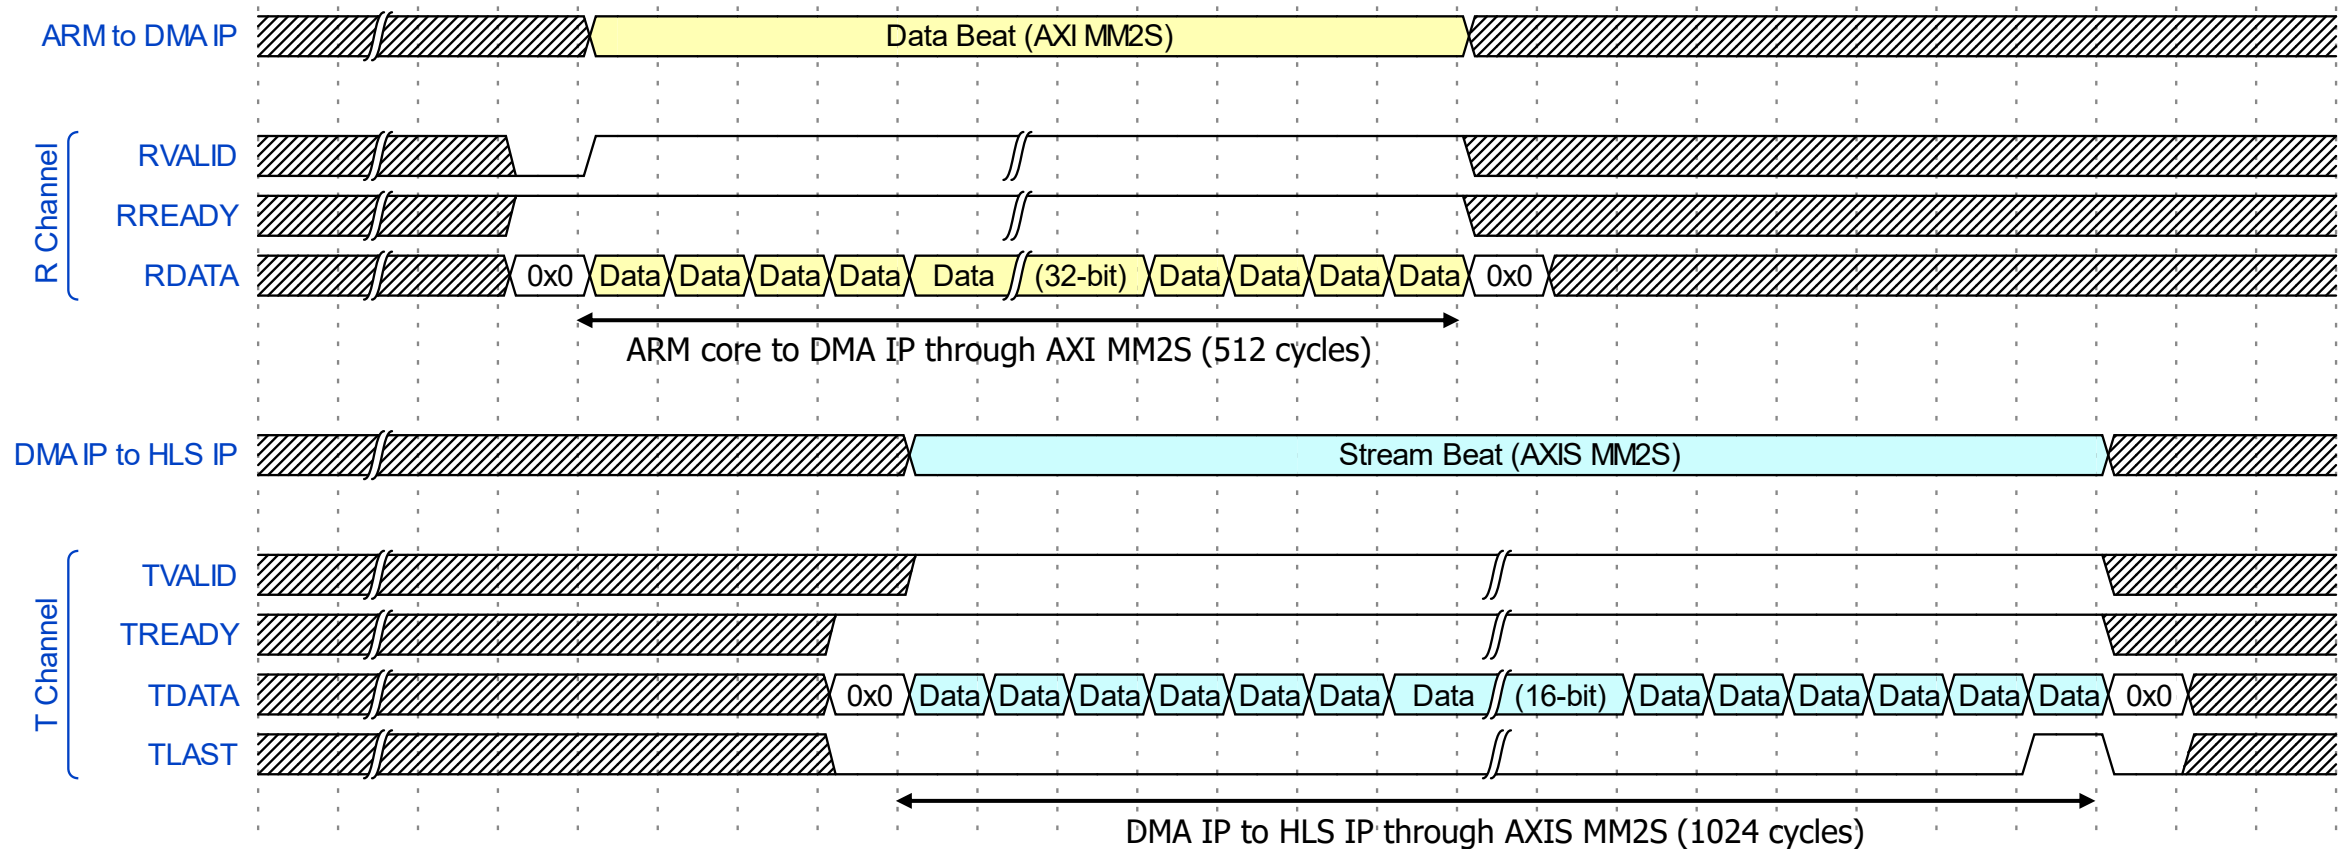 ARM to DMA IP Data Beat (AXI MM2S)
R Channel
RVALID
RREADY
RDATA 0x0 Data Data Data Data Data (32-bit) Data Data Data Data 0x0
ARM core to DMA IP through AXI MM2S (512 cycles)
DMA IP to HLS IP Stream Beat (AXIS MM2S)
T Channel
TVALID
TREADY
TDATA 0x0 Data Data Data Data Data Data Data (16-bit) Data Data Data Data Data Data 0x0
TLAST
DMA IP to HLS IP through AXIS MM2S (1024 cycles)